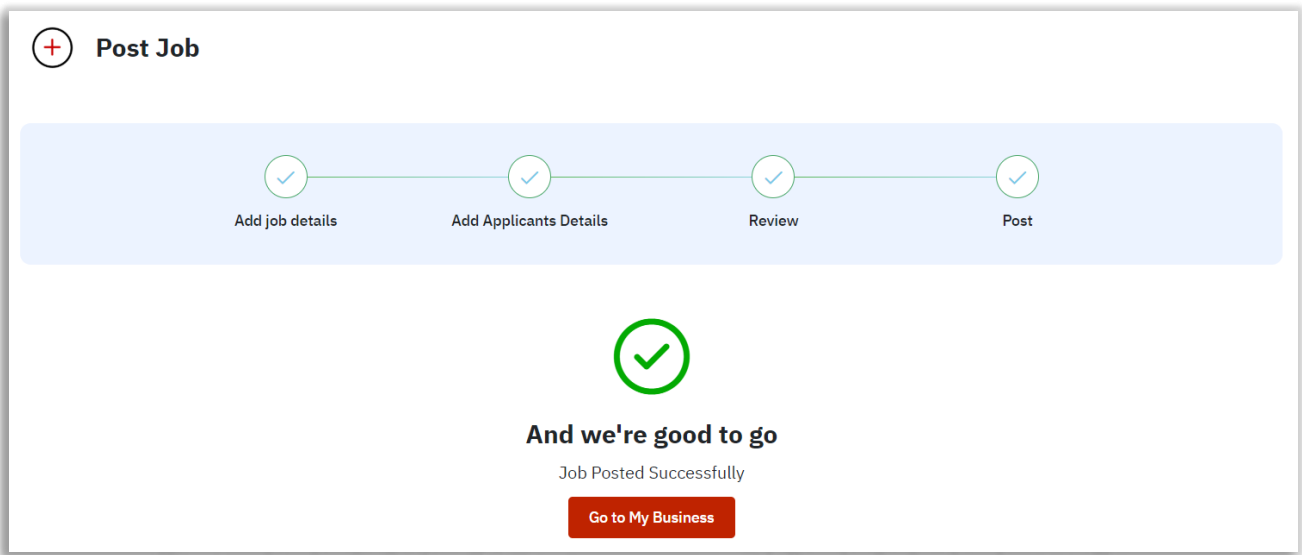 Post Job
Add job details
Add Applicants Details
Review
Post
And we're good to go
Job Posted Successfully
Go to My Business